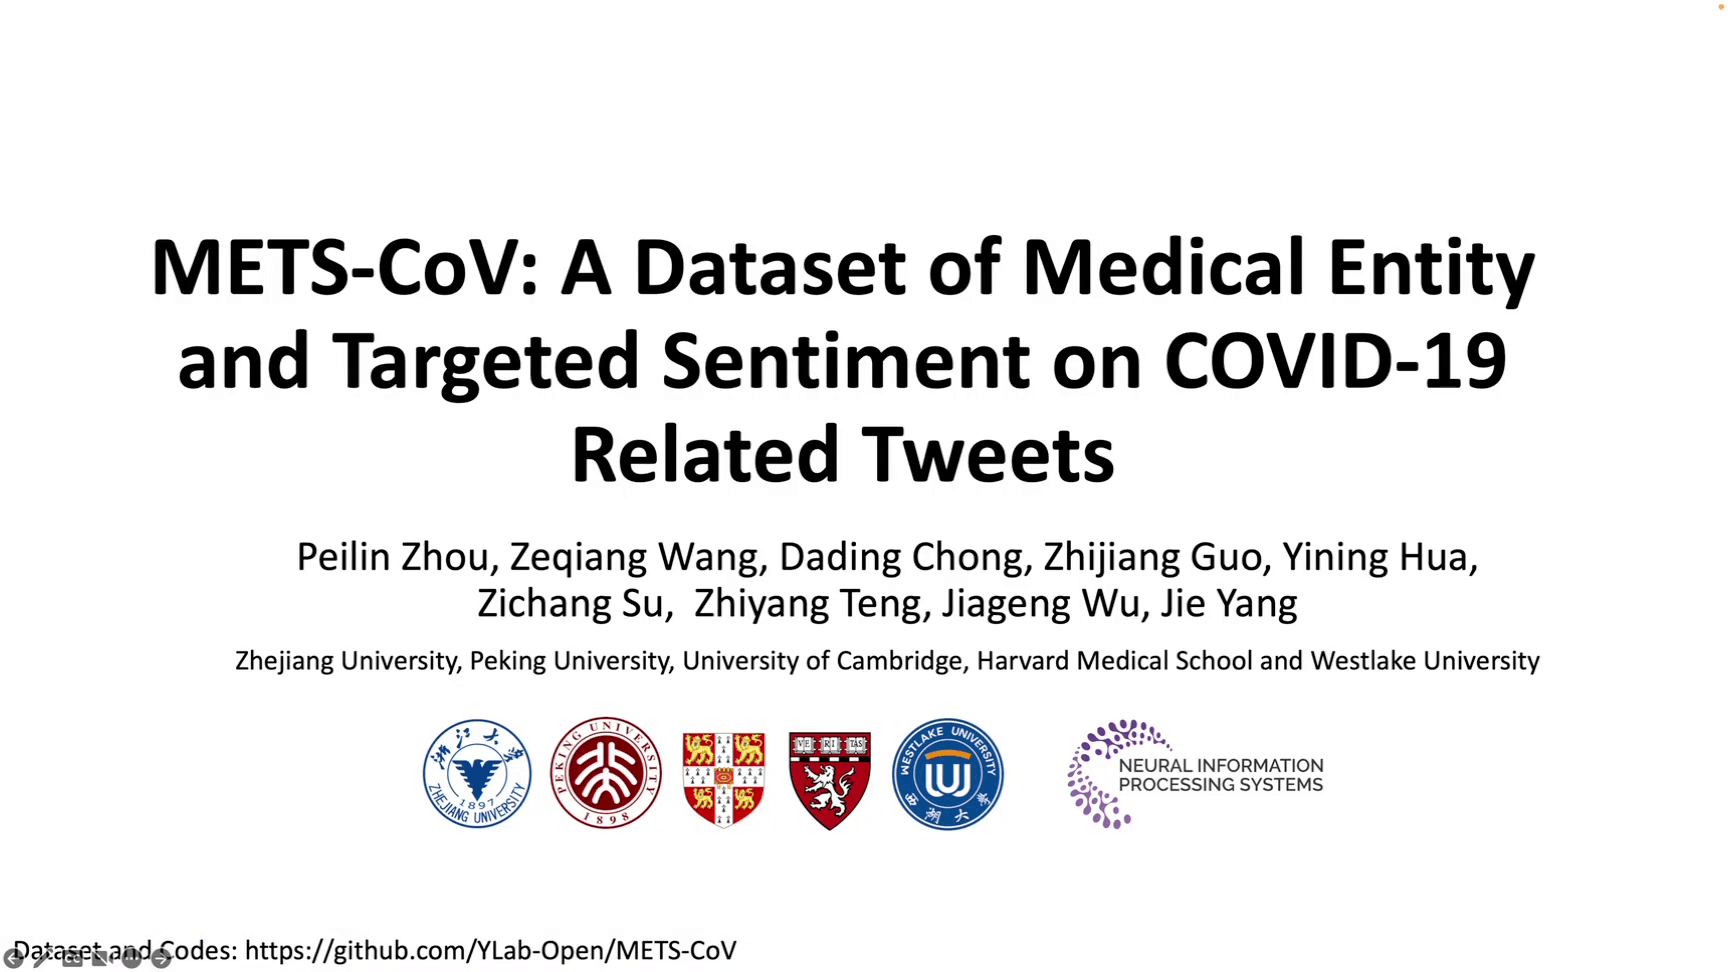 METS-CoV: A Dataset of Medical Entity
and Targeted Sentiment on COVID-19
Related Tweets
Peilin Zhou, Zeqiang Wang, Dading Chong, Zhijiang Guo, Yining Hua,
Zichang Su, Zhiyang Teng, Jiageng Wu, Jie Yang
Zhejiang University, Peking University, University of Cambridge, Harvard Medical School and Westlake University
浙江大学
1897
ZHEJIANG UNIVERSITY
PEKING UNIVERSITY
1898
VE RI TAS
WESTLAKE UNIVERSITY
西湖大學
NEURAL INFORMATION
PROCESSING SYSTEMS
Dataset and Codes: https://github.com/YLab-Open/METS-CoV